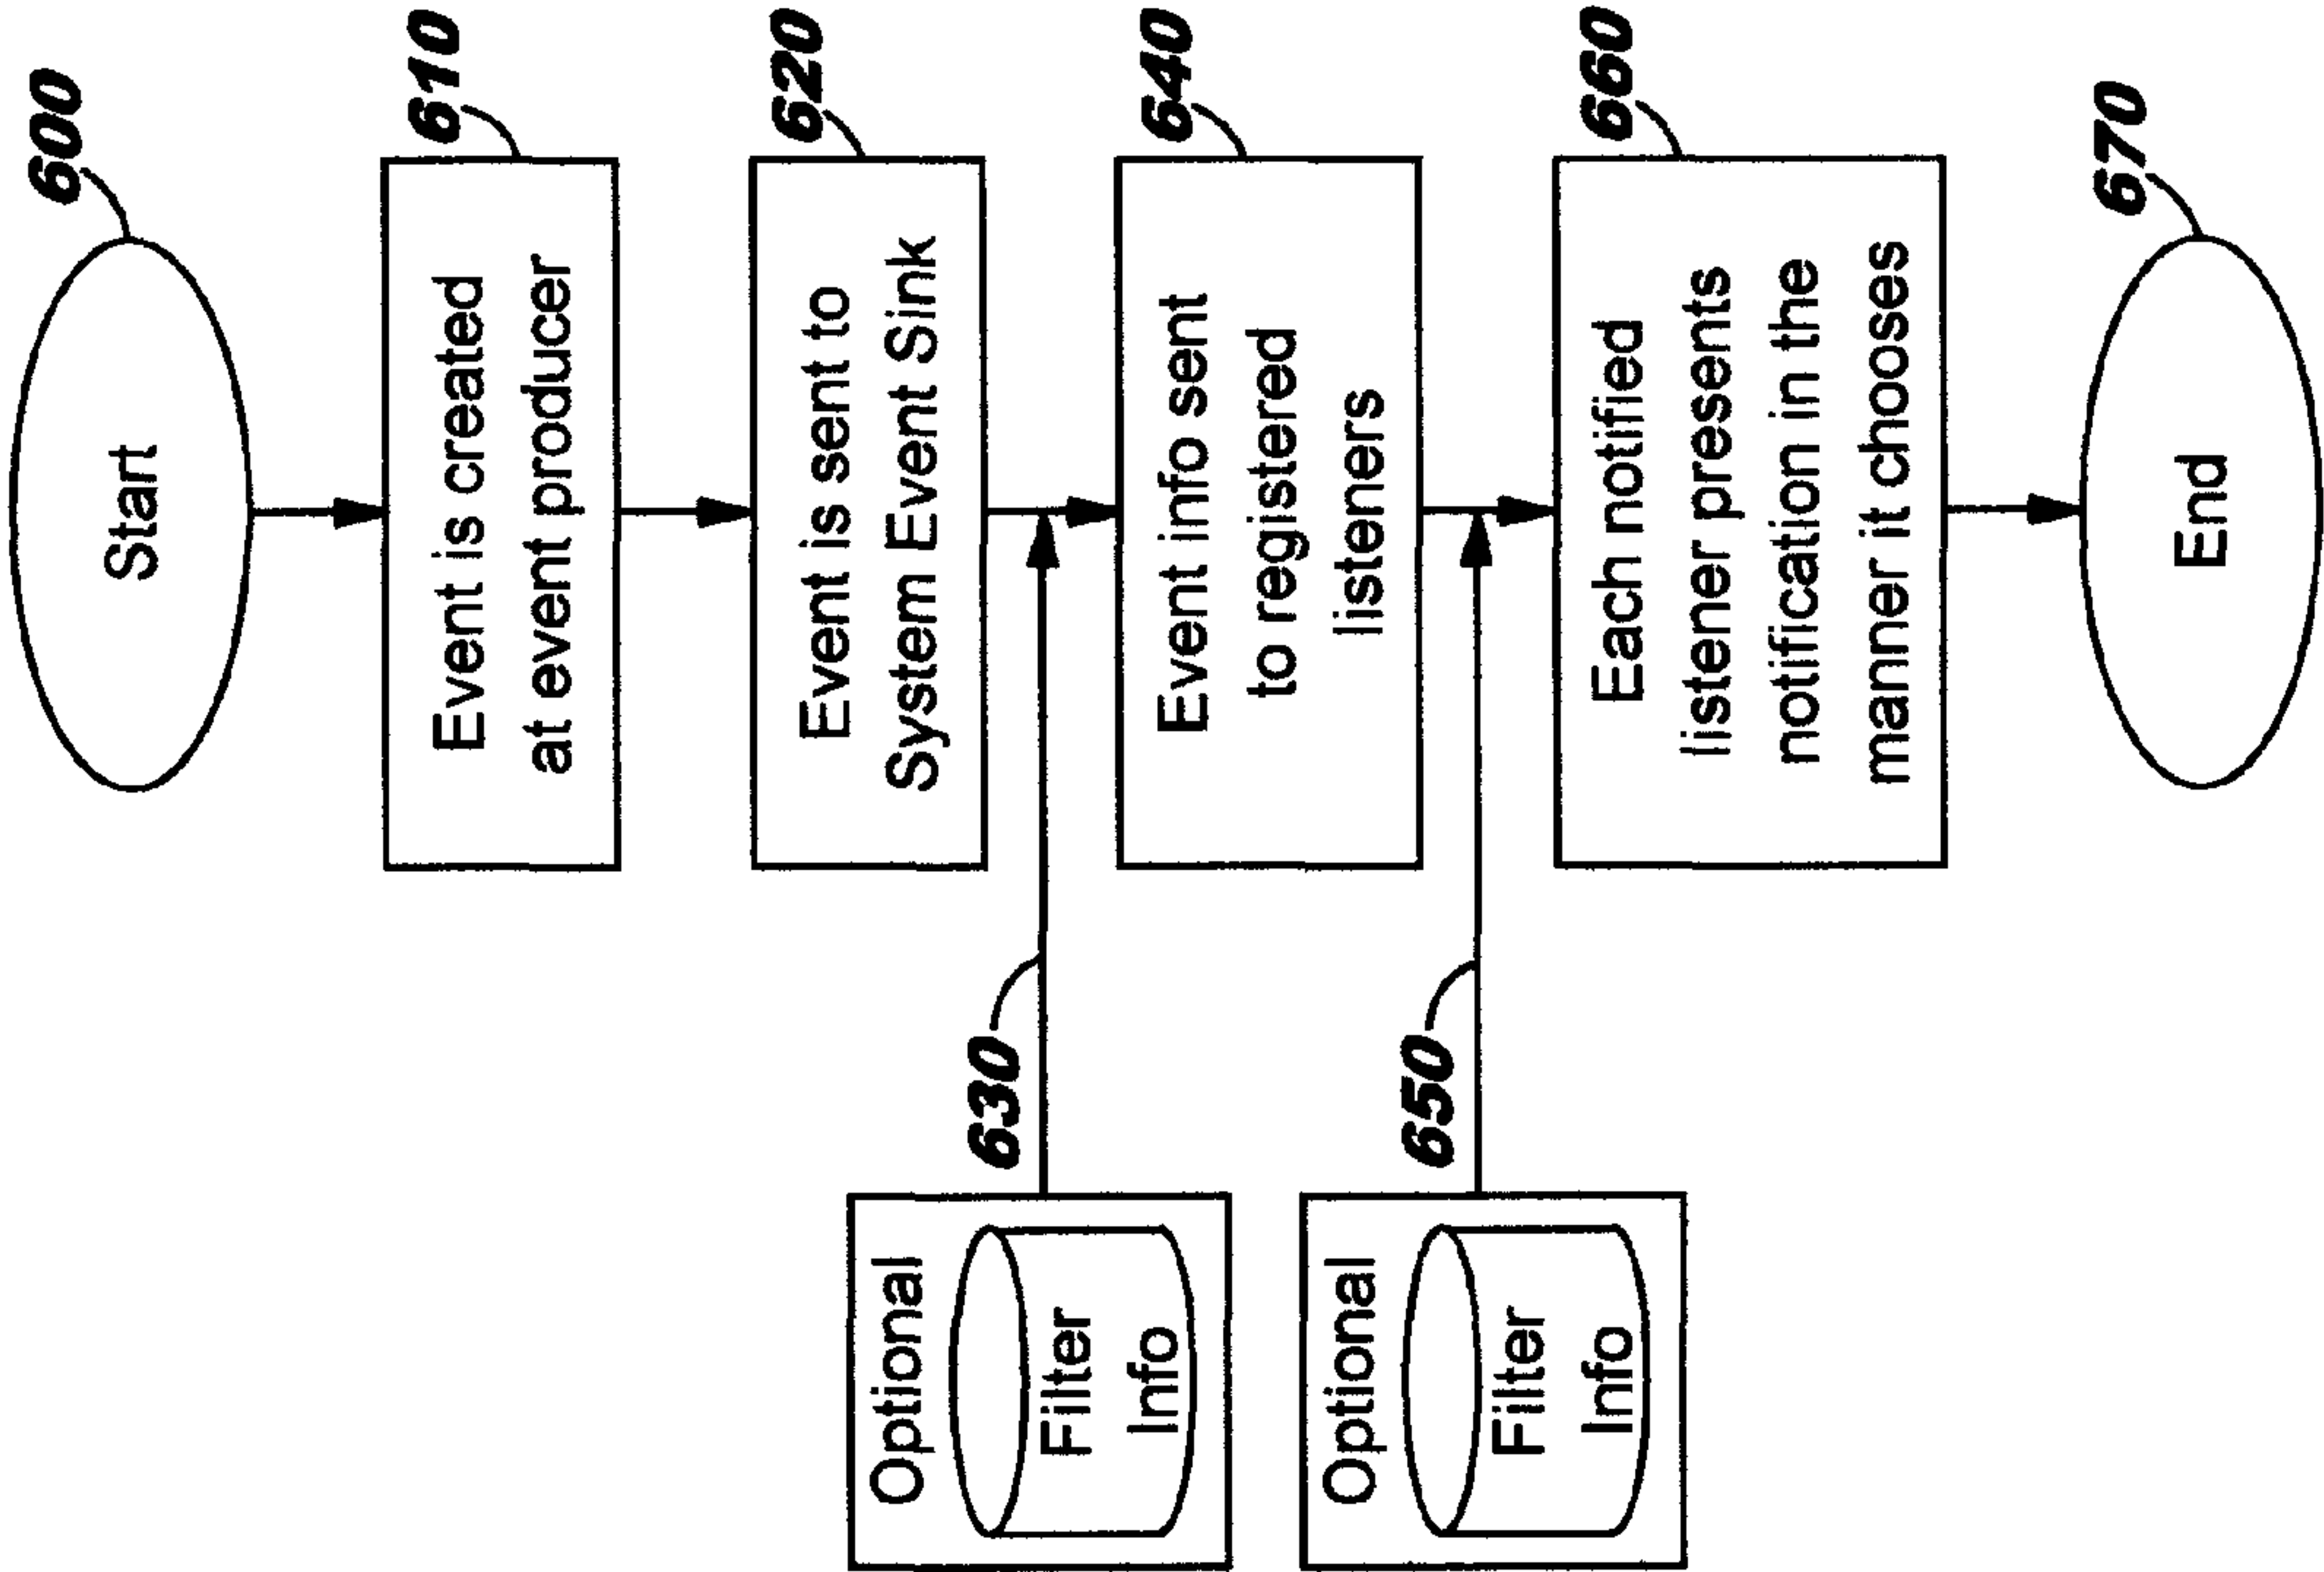 Start
600
Event is created
at event producer
610
Event is sent to
System Event Sink
620
Optional
Filter
Info
630
Event info sent
to registered
listeners
640
Optional
Filter
Info
650
Each notified
listener presents
notification in the
manner it chooses
660
End
670